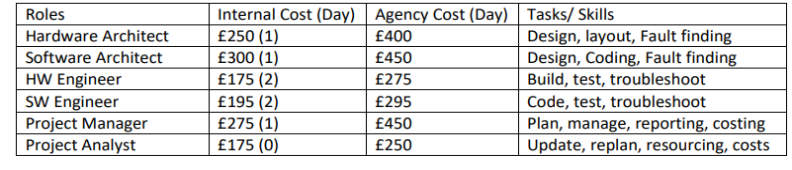 Roles Internal Cost (Day) Agency Cost (Day) Tasks/ Skills
Hardware Architect £250 (1) £400 Design, layout, Fault finding
Software Architect £300 (1) £450 Design, Coding, Fault finding
HW Engineer £175 (2) £275 Build, test, troubleshoot
SW Engineer £195 (2) £295 Code, test, troubleshoot
Project Manager £275 (1) £450 Plan, manage, reporting, costing
Project Analyst £175 (0) £250 Update, replan, resourcing, costs